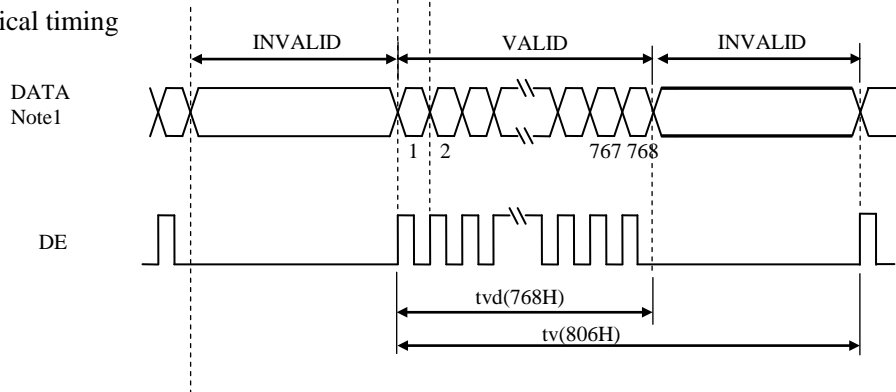 ical timing
INVALID VALID INVALID
DATA
Note1
1 2 767 768
DE
tvd(768H)
tv(806H)